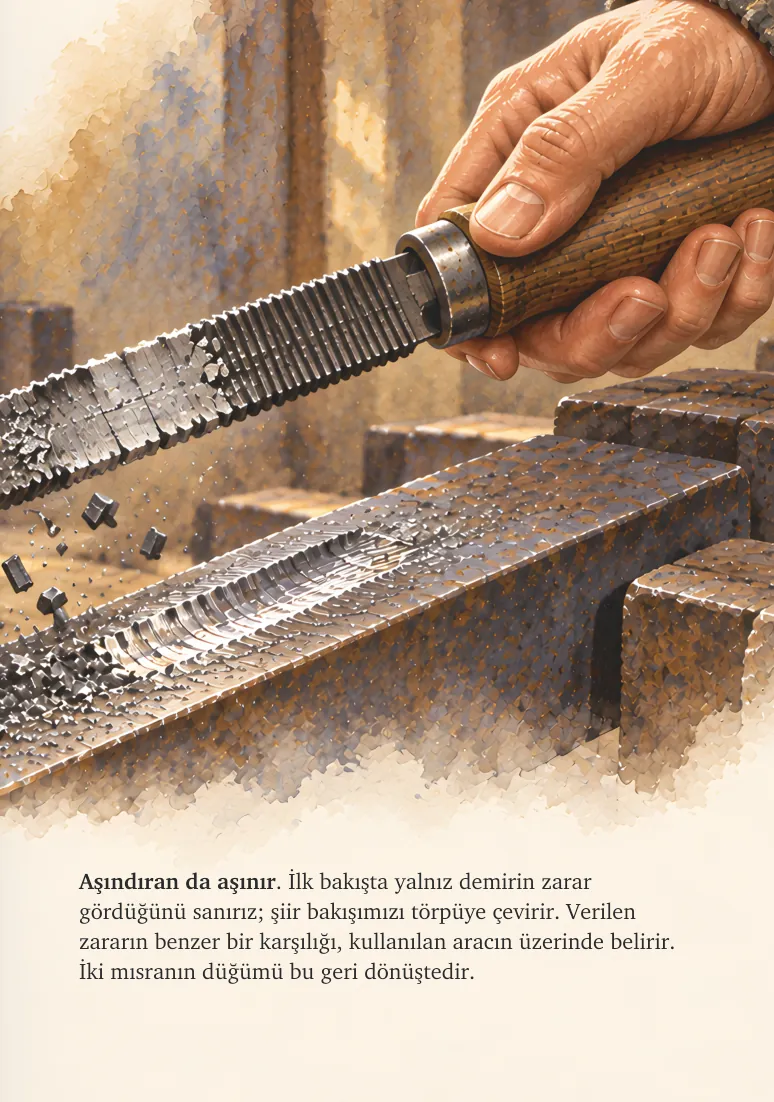 Aşındıran da aşınır. İlk bakışta yalnız demirin zarar
gördüğünü sanırız; şiir bakışımızı törpüye çevirir. Verilen
zararın benzer bir karşılığı, kullanılan aracın üzerinde belirir.
İki mısranın düğümü bu geri dönüştedir.